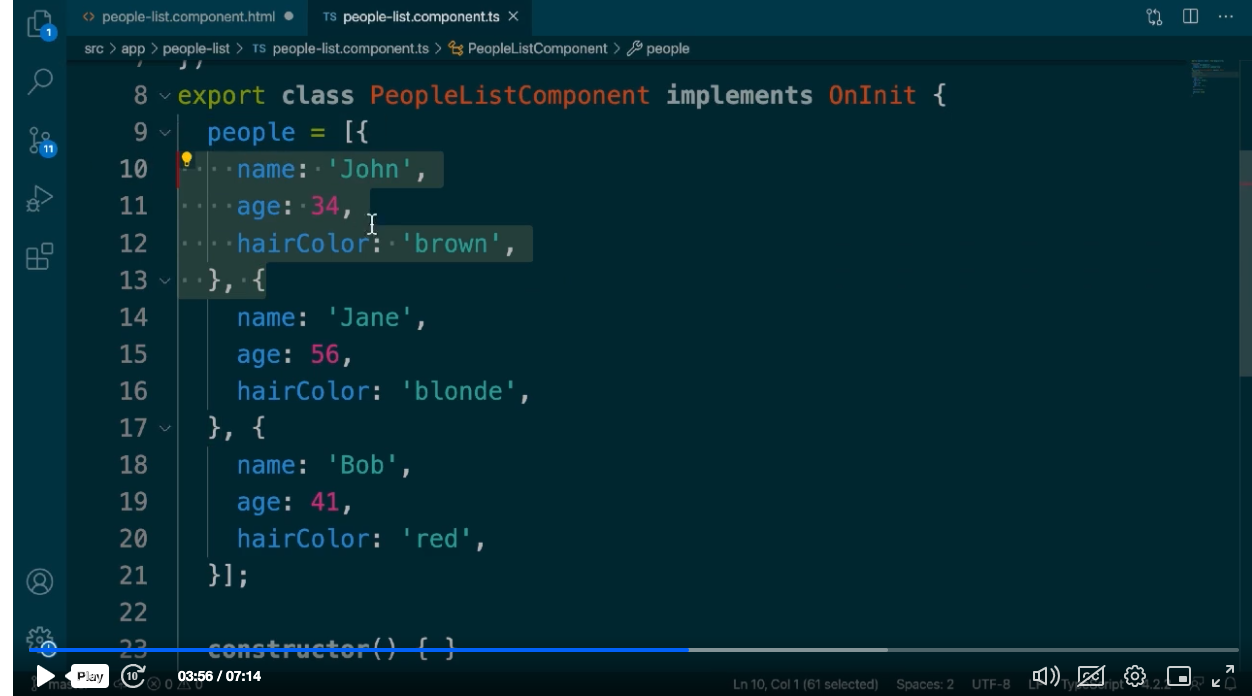 people-list.component.html
TS people-list.component.ts
src > app > people-list > TS people-list.component.ts > PeopleListComponent > people
8 export class PeopleListComponent implements OnInit {
9 people = [{
10 name: 'John',
11 age: 34,
12 hairColor: 'brown',
13 }, {
14 name: 'Jane',
15 age: 56,
16 hairColor: 'blonde',
17 }, {
18 name: 'Bob',
19 age: 41,
20 hairColor: 'red',
21 }];
22
23 constructor() { }
1
11
Play
10
03:56 / 07:14
Ln 10, Col 1 (61 selected) Spaces: 2 UTF-8